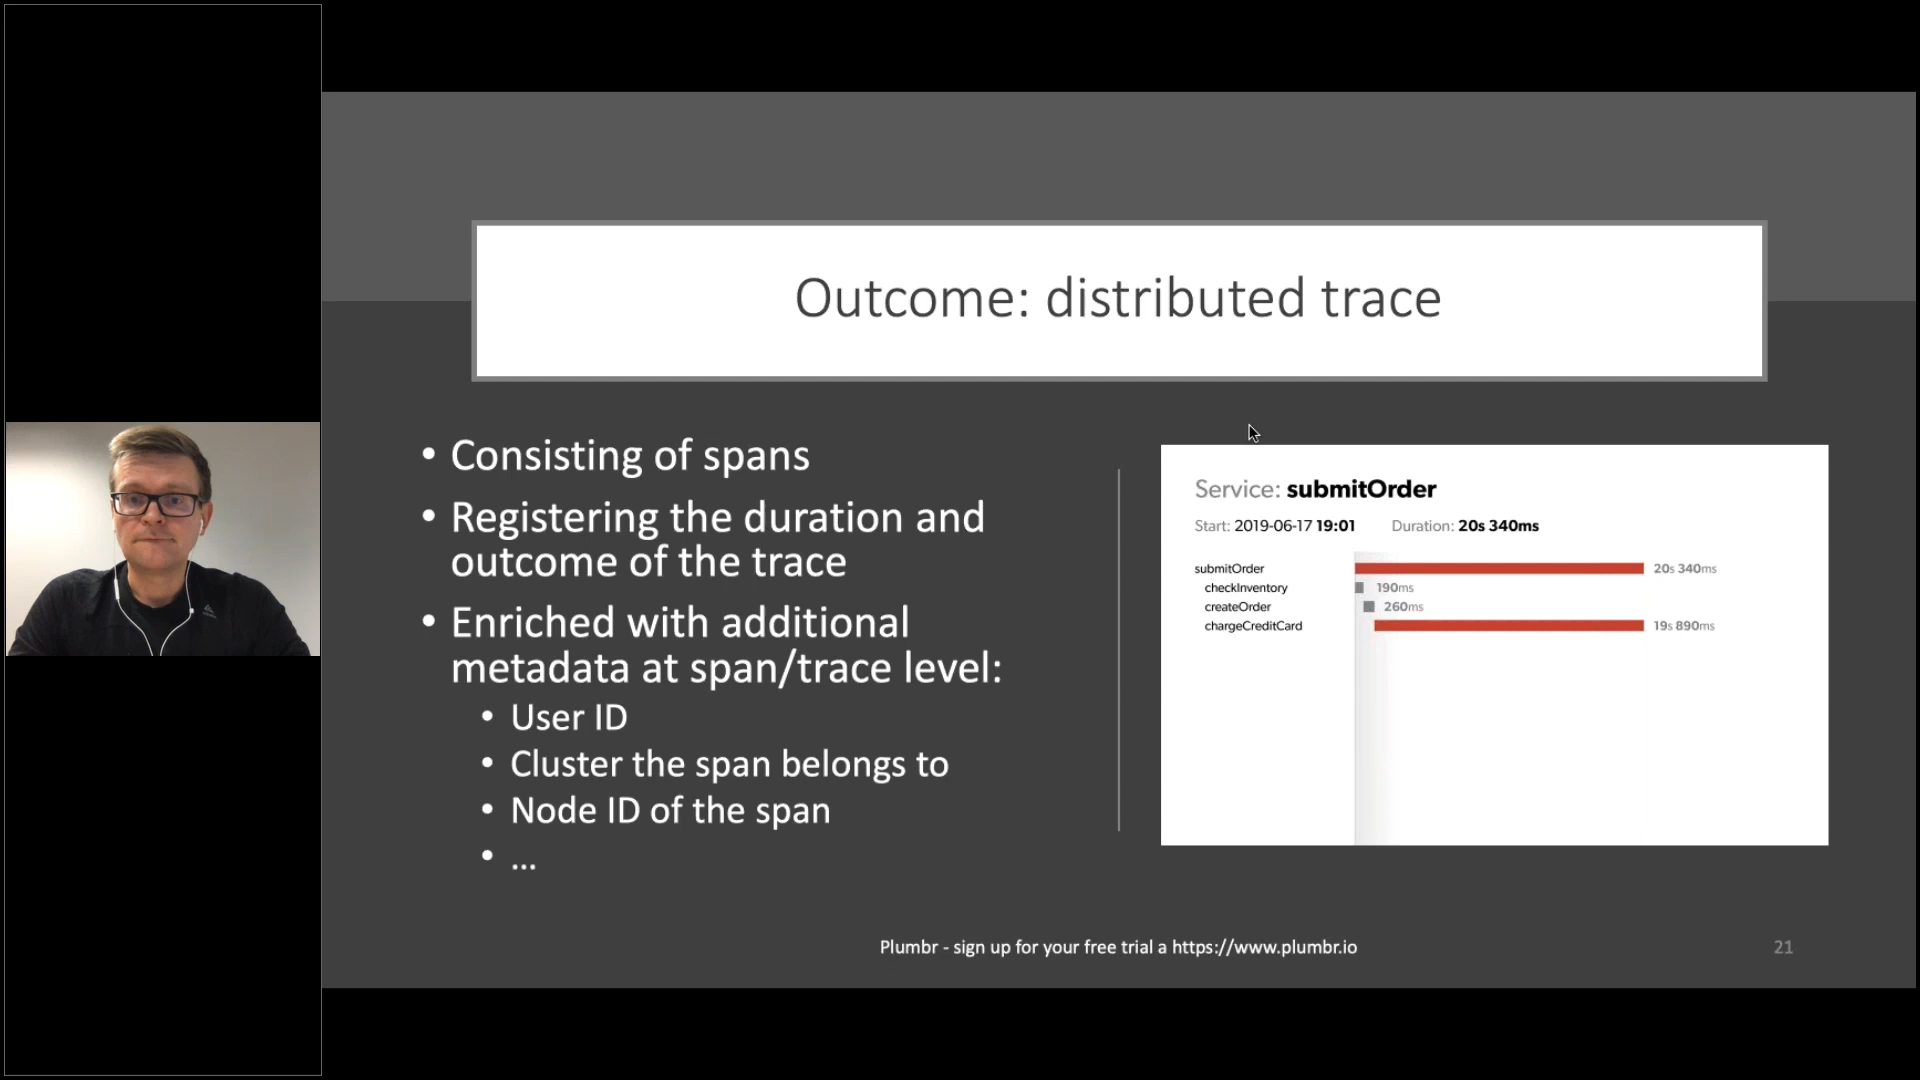 Outcome: distributed trace
• Consisting of spans
• Registering the duration and
outcome of the trace
• Enriched with additional
metadata at span/trace level:
• User ID
• Cluster the span belongs to
• Node ID of the span
• ...
Service: submitOrder
Start: 2019-06-17 19:01 Duration: 20s 340ms
submitOrder 20s 340ms
checkInventory 190ms
createOrder 260ms
chargeCreditCard 19s 890ms
Plumbr - sign up for your free trial a https://www.plumbr.io
21